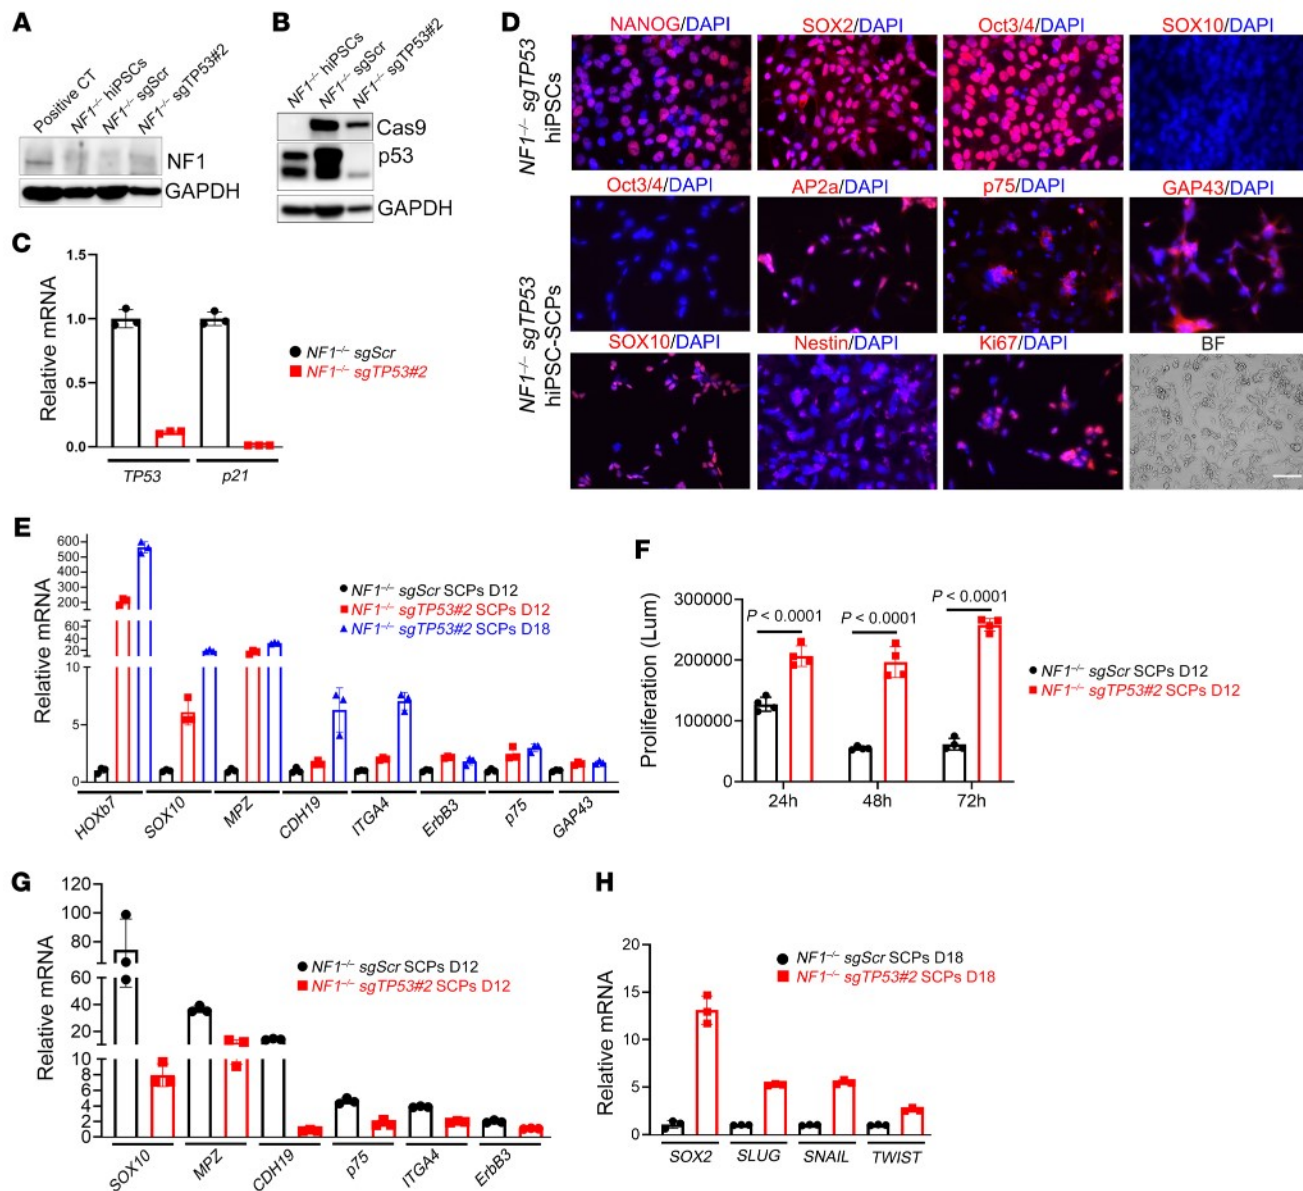 A
Positive CT
NF1⁻/⁻ hiPSCs
NF1⁻/⁻ sgScr
NF1⁻/⁻ sgTP53#2
NF1
GAPDH
B
NF1⁻/⁻ hiPSCs
NF1⁻/⁻ sgScr
NF1⁻/⁻ sgTP53#2
Cas9
p53
GAPDH
C
Relative mRNA
1.5
1.0
0.5
0.0
TP53 p21
NF1⁻/⁻ sgScr
NF1⁻/⁻ sgTP53#2
D
NF1⁻/⁻ sgTP53
hiPSCs
NANOG/DAPI SOX2/DAPI Oct3/4/DAPI SOX10/DAPI
NF1⁻/⁻ sgTP53
hiPSC-SCPs
Oct3/4/DAPI AP2a/DAPI p75/DAPI GAP43/DAPI
SOX10/DAPI Nestin/DAPI Ki67/DAPI BF
E
Relative mRNA
600
500
400
300
200
60
40
20
10
5
0
NF1⁻/⁻ sgScr SCPs D12
NF1⁻/⁻ sgTP53#2 SCPs D12
NF1⁻/⁻ sgTP53#2 SCPs D18
HOXb7 SOX10 MPZ CDH19 ITGA4 ErbB3 p75 GAP43
F
Proliferation (Lum)
300000
200000
100000
0
P < 0.0001 P < 0.0001 P < 0.0001
24h 48h 72h
NF1⁻/⁻ sgScr SCPs D12
NF1⁻/⁻ sgTP53#2 SCPs D12
G
Relative mRNA
120
100
80
60
40
20
10
8
6
4
2
0
NF1⁻/⁻ sgScr SCPs D12
NF1⁻/⁻ sgTP53#2 SCPs D12
SOX10 MPZ CDH19 p75 ITGA4 ErbB3
H
Relative mRNA
20
15
10
5
0
NF1⁻/⁻ sgScr SCPs D18
NF1⁻/⁻ sgTP53#2 SCPs D18
SOX2 SLUG SNAIL TWIST